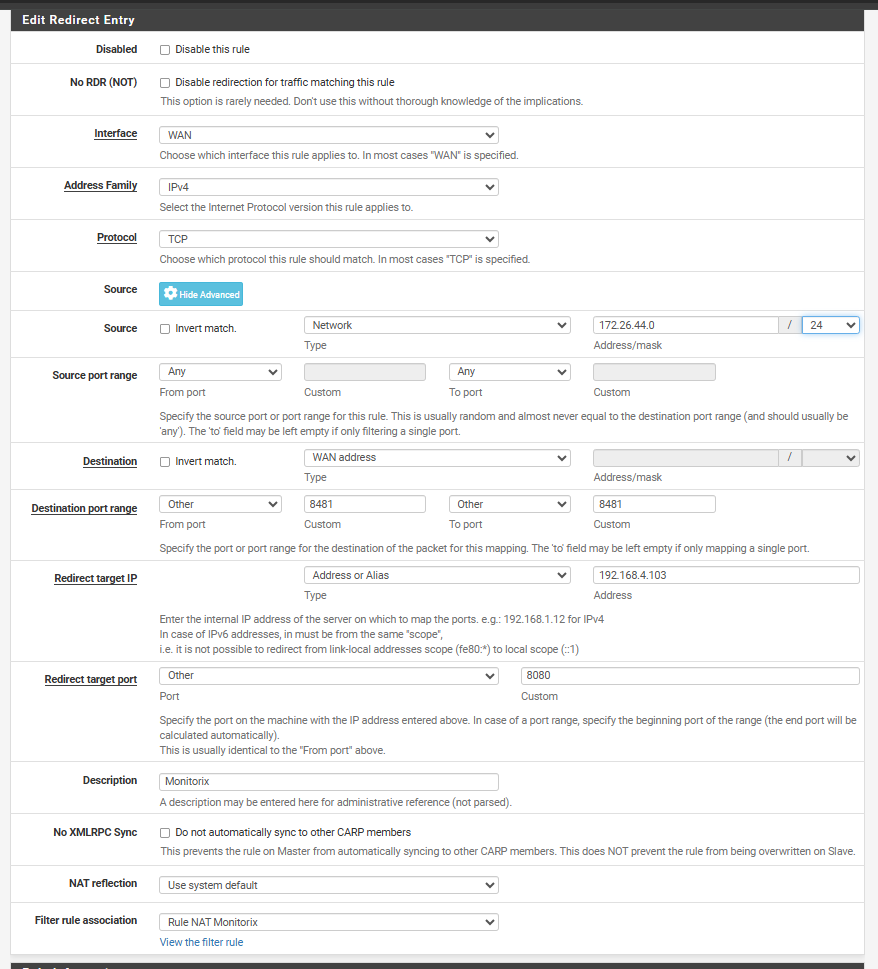 Edit Redirect Entry
Disabled
Disable this rule
No RDR (NOT)
Disable redirection for traffic matching this rule
This option is rarely needed. Don't use this without thorough knowledge of the implications.
Interface
WAN
Choose which interface this rule applies to. In most cases "WAN" is specified.
Address Family
IPv4
Select the Internet Protocol version this rule applies to.
Protocol
TCP
Choose which protocol this rule should match. In most cases "TCP" is specified.
Source
Hide Advanced
Source
Invert match.
Network
172.26.44.0
/
24
Type
Address/mask
Source port range
Any
Any
From port
Custom
To port
Custom
Specify the source port or port range for this rule. This is usually random and almost never equal to the destination port range (and should usually be
'any'). The 'to' field may be left empty if only filtering a single port.
Destination
Invert match.
WAN address
/
Type
Address/mask
Destination port range
Other
8481
Other
8481
From port
Custom
To port
Custom
Specify the port or port range for the destination of the packet for this mapping. The 'to' field may be left empty if only mapping a single port.
Redirect target IP
Address or Alias
192.168.4.103
Type
Address
Enter the internal IP address of the server on which to map the ports. e.g.: 192.168.1.12 for IPv4
In case of IPv6 addresses, in must be from the same "scope",
i.e. it is not possible to redirect from link-local addresses scope (fe80:*) to local scope (::1)
Redirect target port
Other
8080
Port
Custom
Specify the port on the machine with the IP address entered above. In case of a port range, specify the beginning port of the range (the end port will be
calculated automatically).
This is usually identical to the "From port" above.
Description
Monitorix
A description may be entered here for administrative reference (not parsed).
No XMLRPC Sync
Do not automatically sync to other CARP members
This prevents the rule on Master from automatically syncing to other CARP members. This does NOT prevent the rule from being overwritten on Slave.
NAT reflection
Use system default
Filter rule association
Rule NAT Monitorix
View the filter rule